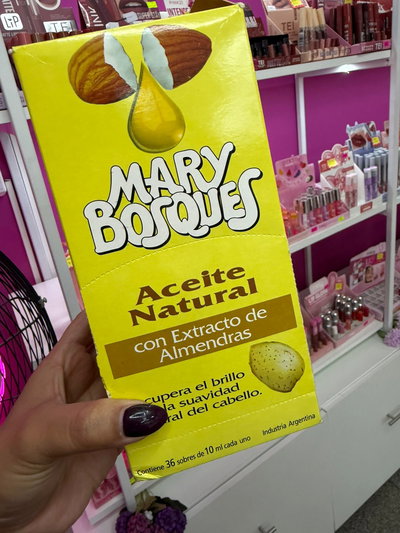 MARY
BOSQUES
Aceite
Natural
con Extracto de
Almendras
cupera el brillo
la suavidad
ral del cabello.
Contiene 36 sobres de 10 ml cada uno
Industria Argentina